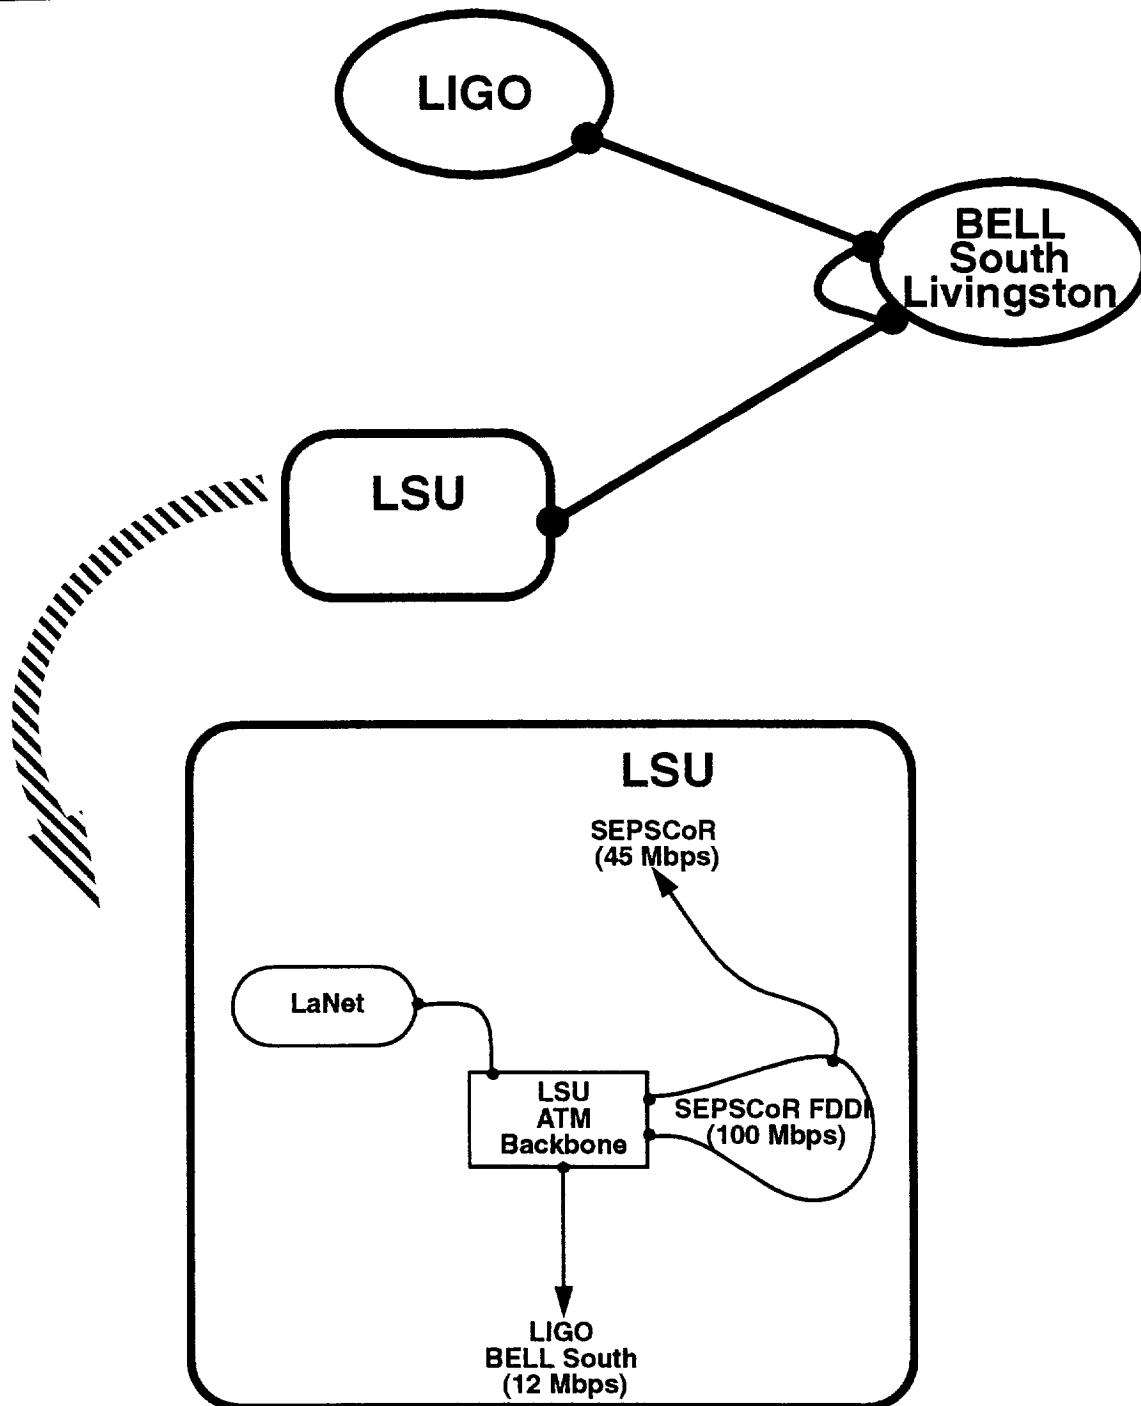 LIGO
BELL
South
Livingston
LSU
LSU
SEPSCoR
(45 Mbps)
LaNet
LSU
ATM
Backbone
SEPSCoR FDDI
(100 Mbps)
LIGO
BELL South
(12 Mbps)